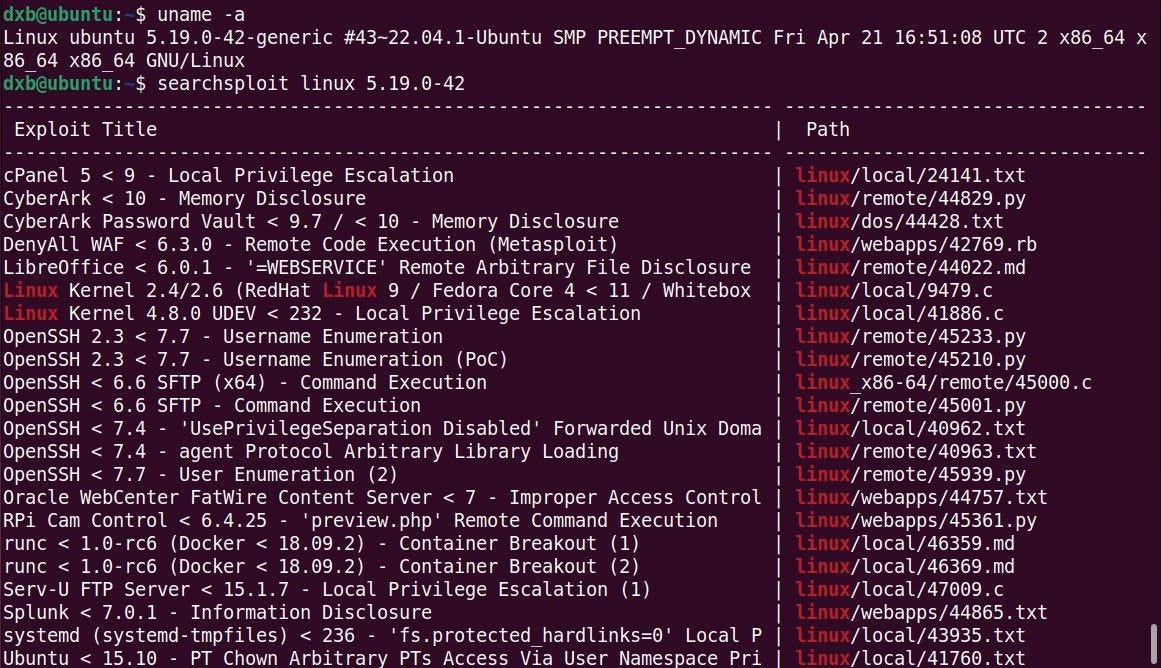 dxb@ubuntu:~$ uname -a
Linux ubuntu 5.19.0-42-generic #43~22.04.1-Ubuntu SMP PREEMPT_DYNAMIC Fri Apr 21 16:51:08 UTC 2 x86_64 x
86_64 x86_64 GNU/Linux
dxb@ubuntu:~$ searchsploit linux 5.19.0-42
---------------------------------------------------------------------- ---------------------------------
 Exploit Title                                                        |  Path
---------------------------------------------------------------------- ---------------------------------
cPanel 5 < 9 - Local Privilege Escalation                             | linux/local/24141.txt
CyberArk < 10 - Memory Disclosure                                     | linux/remote/44829.py
CyberArk Password Vault < 9.7 / < 10 - Memory Disclosure              | linux/dos/44428.txt
DenyAll WAF < 6.3.0 - Remote Code Execution (Metasploit)              | linux/webapps/42769.rb
LibreOffice < 6.0.1 - '=WEBSERVICE' Remote Arbitrary File Disclosure  | linux/remote/44022.md
Linux Kernel 2.4/2.6 (RedHat Linux 9 / Fedora Core 4 < 11 / Whitebox  | linux/local/9479.c
Linux Kernel 4.8.0 UDEV < 232 - Local Privilege Escalation            | linux/local/41886.c
OpenSSH 2.3 < 7.7 - Username Enumeration                              | linux/remote/45233.py
OpenSSH 2.3 < 7.7 - Username Enumeration (PoC)                        | linux/remote/45210.py
OpenSSH < 6.6 SFTP (x64) - Command Execution                          | linux_x86-64/remote/45000.c
OpenSSH < 6.6 SFTP - Command Execution                                | linux/remote/45001.py
OpenSSH < 7.4 - 'UsePrivilegeSeparation Disabled' Forwarded Unix Doma | linux/local/40962.txt
OpenSSH < 7.4 - agent Protocol Arbitrary Library Loading              | linux/remote/40963.txt
OpenSSH < 7.7 - User Enumeration (2)                                  | linux/remote/45939.py
Oracle WebCenter FatWire Content Server < 7 - Improper Access Control | linux/webapps/44757.txt
RPi Cam Control < 6.4.25 - 'preview.php' Remote Command Execution     | linux/webapps/45361.py
runc < 1.0-rc6 (Docker < 18.09.2) - Container Breakout (1)            | linux/local/46359.md
runc < 1.0-rc6 (Docker < 18.09.2) - Container Breakout (2)            | linux/local/46369.md
Serv-U FTP Server < 15.1.7 - Local Privilege Escalation (1)           | linux/local/47009.c
Splunk < 7.0.1 - Information Disclosure                               | linux/webapps/44865.txt
systemd (systemd-tmpfiles) < 236 - 'fs.protected_hardlinks=0' Local P | linux/local/43935.txt
Ubuntu < 15.10 - PT Chown Arbitrary PTs Access Via User Namespace Pri | linux/local/41760.txt